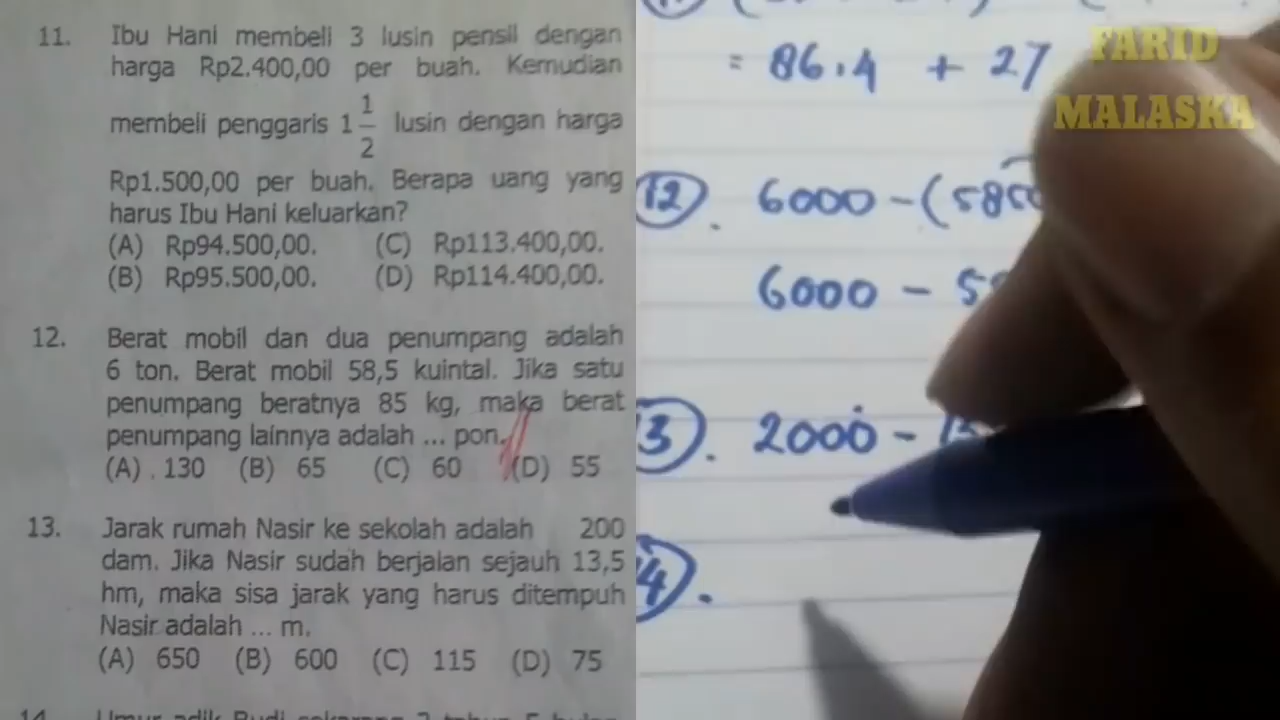 11. Ibu Hani membeli 3 lusin pensil dengan
harga Rp2.400,00 per buah. Kemudian
membeli penggaris 1 1/2 lusin dengan harga
Rp1.500,00 per buah. Berapa uang yang
harus Ibu Hani keluarkan?
(A) Rp94.500,00. (C) Rp113.400,00.
(B) Rp95.500,00. (D) Rp114.400,00.
12. Berat mobil dan dua penumpang adalah
6 ton. Berat mobil 58,5 kuintal. Jika satu
penumpang beratnya 85 kg, maka berat
penumpang lainnya adalah ... pon.
(A) . 130 (B) 65 (C) 60 (D) 55
13. Jarak rumah Nasir ke sekolah adalah 200
dam. Jika Nasir sudah berjalan sejauh 13,5
hm, maka sisa jarak yang harus ditempuh
Nasir adalah ... m.
(A) 650 (B) 600 (C) 115 (D) 75
= 86.4 + 27
12. 6000 - (585
6000 - 5
3. 2000 -
4.
FARID
MALASKA